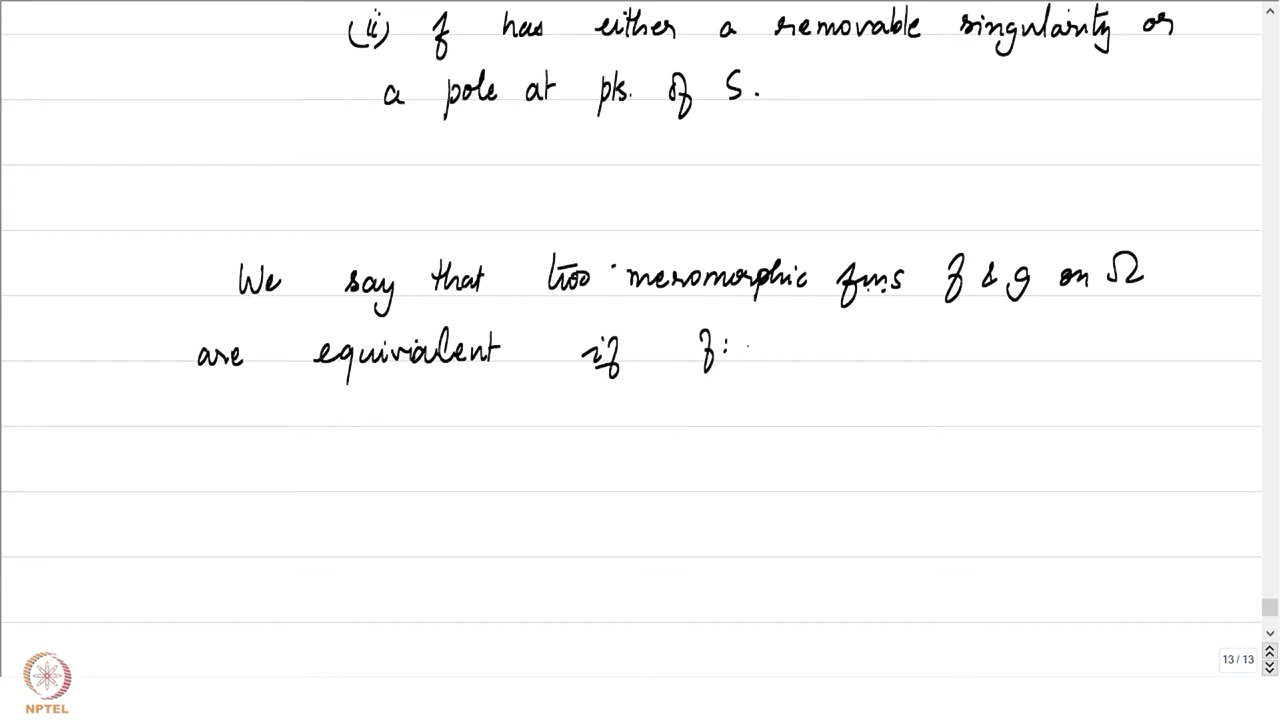 (ii) f has either a removable singularity or
a pole at pts. of S.
We say that two meromorphic fns f & g on Ω
are equivalent if f:
13 / 13
NPTEL